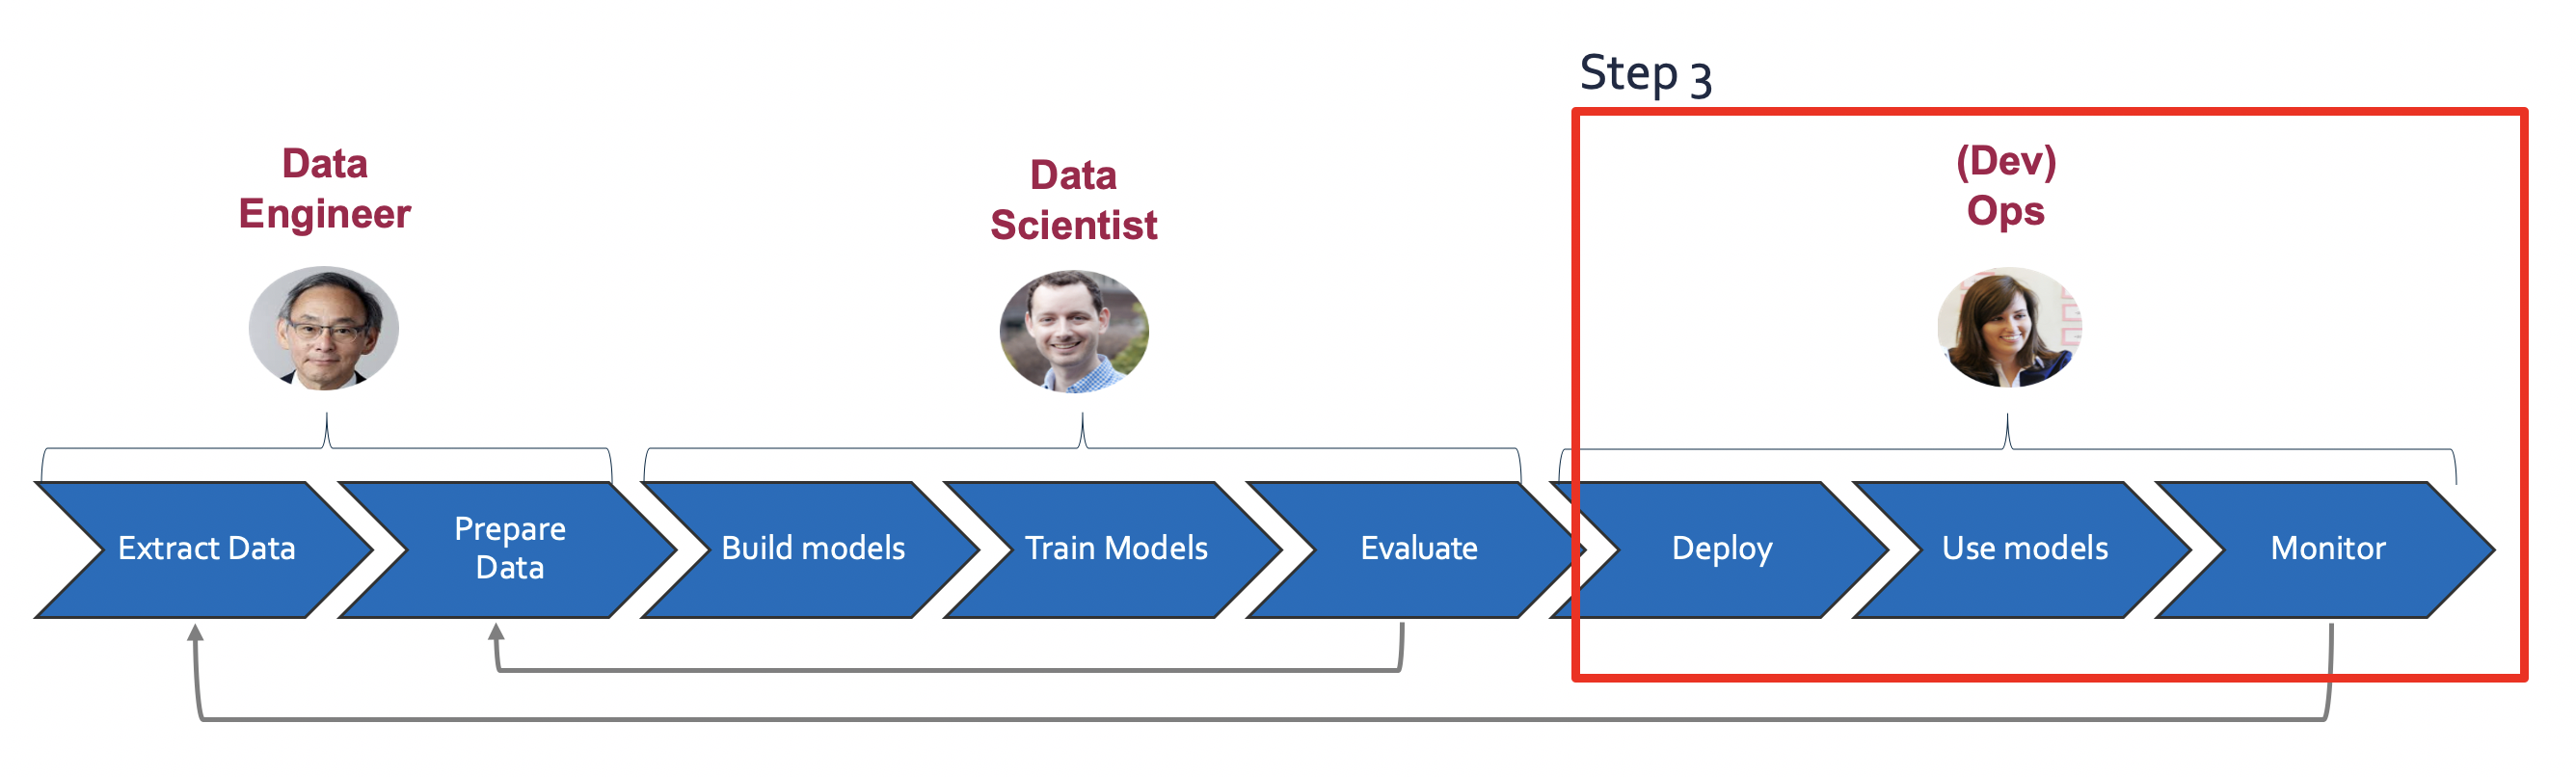 Step 3
Data
Engineer
Data
Scientist
(Dev)
Ops
Extract Data
Prepare
Data
Build models
Train Models
Evaluate
Deploy
Use models
Monitor